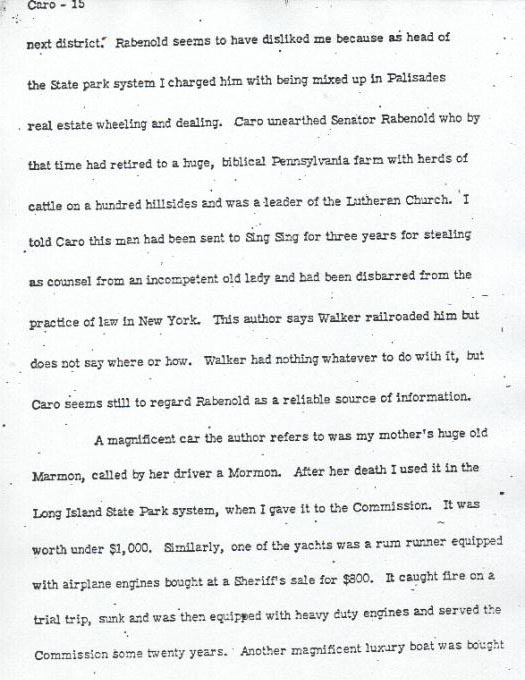 Caro - 15
next district." Rabenold seems to have disliked me because as head of
the State park system I charged him with being mixed up in Palisades
real estate wheeling and dealing. Caro unearthed Senator Rabenold who by
that time had retired to a huge, biblical Pennsylvania farm with herds of
cattle on a hundred hillsides and was a leader of the Lutheran Church. I
told Caro this man had been sent to Sing Sing for three years for stealing
as counsel from an incompetent old lady and had been disbarred from the
practice of law in New York. This author says Walker railroaded him but
does not say where or how. Walker had nothing whatever to do with it, but
Caro seems still to regard Rabenold as a reliable source of information.
A magnificent car the author refers to was my mother's huge old
Marmon, called by her driver a Mormon. After her death I used it in the
Long Island State Park system, when I gave it to the Commission. It was
worth under $1,000. Similarly, one of the yachts was a rum runner equipped
with airplane engines bought at a Sheriff's sale for $800. It caught fire on a
trial trip, sunk and was then equipped with heavy duty engines and served the
Commission some twenty years. Another magnificent luxury boat was bought